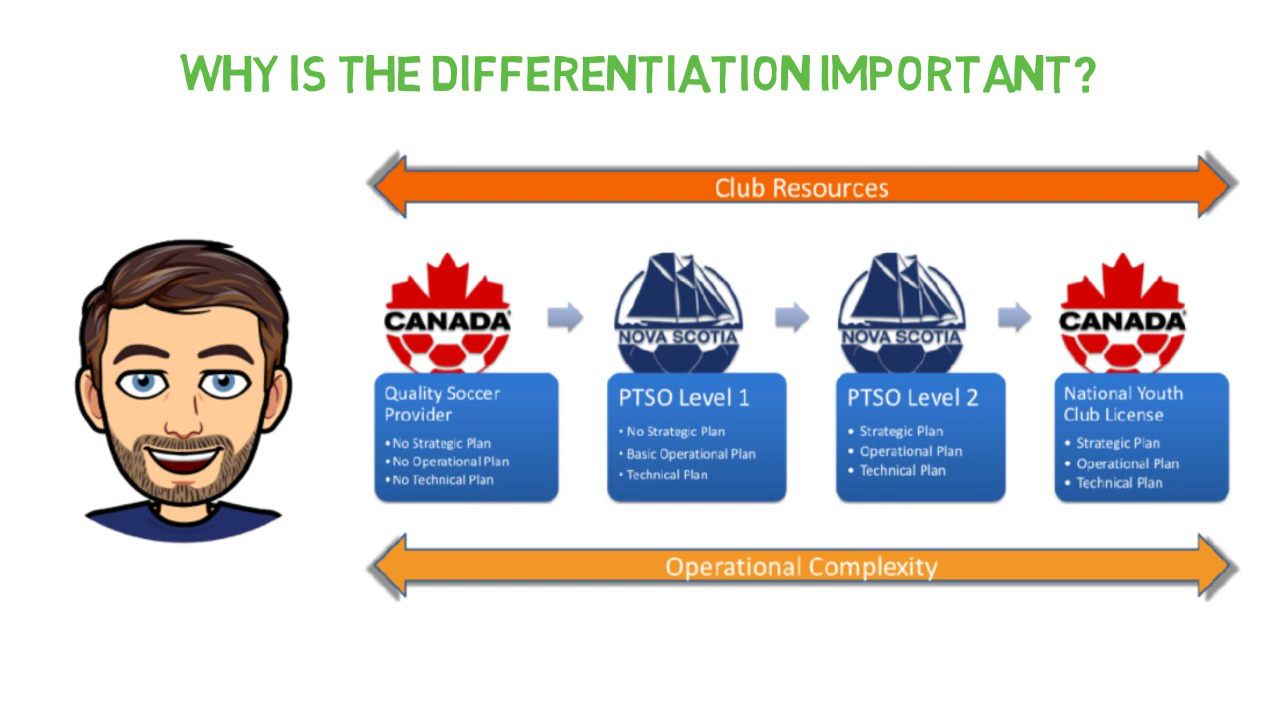 WHY IS THE DIFFERENTIATION IMPORTANT?
Club Resources
CANADA
NOVA SCOTIA
NOVA SCOTIA
CANADA
Quality Soccer
Provider
• No Strategic Plan
• No Operational Plan
• No Technical Plan
PTSO Level 1
• No Strategic Plan
• Basic Operational Plan
• Technical Plan
PTSO Level 2
• Strategic Plan
• Operational Plan
• Technical Plan
National Youth
Club License
• Strategic Plan
• Operational Plan
• Technical Plan
Operational Complexity